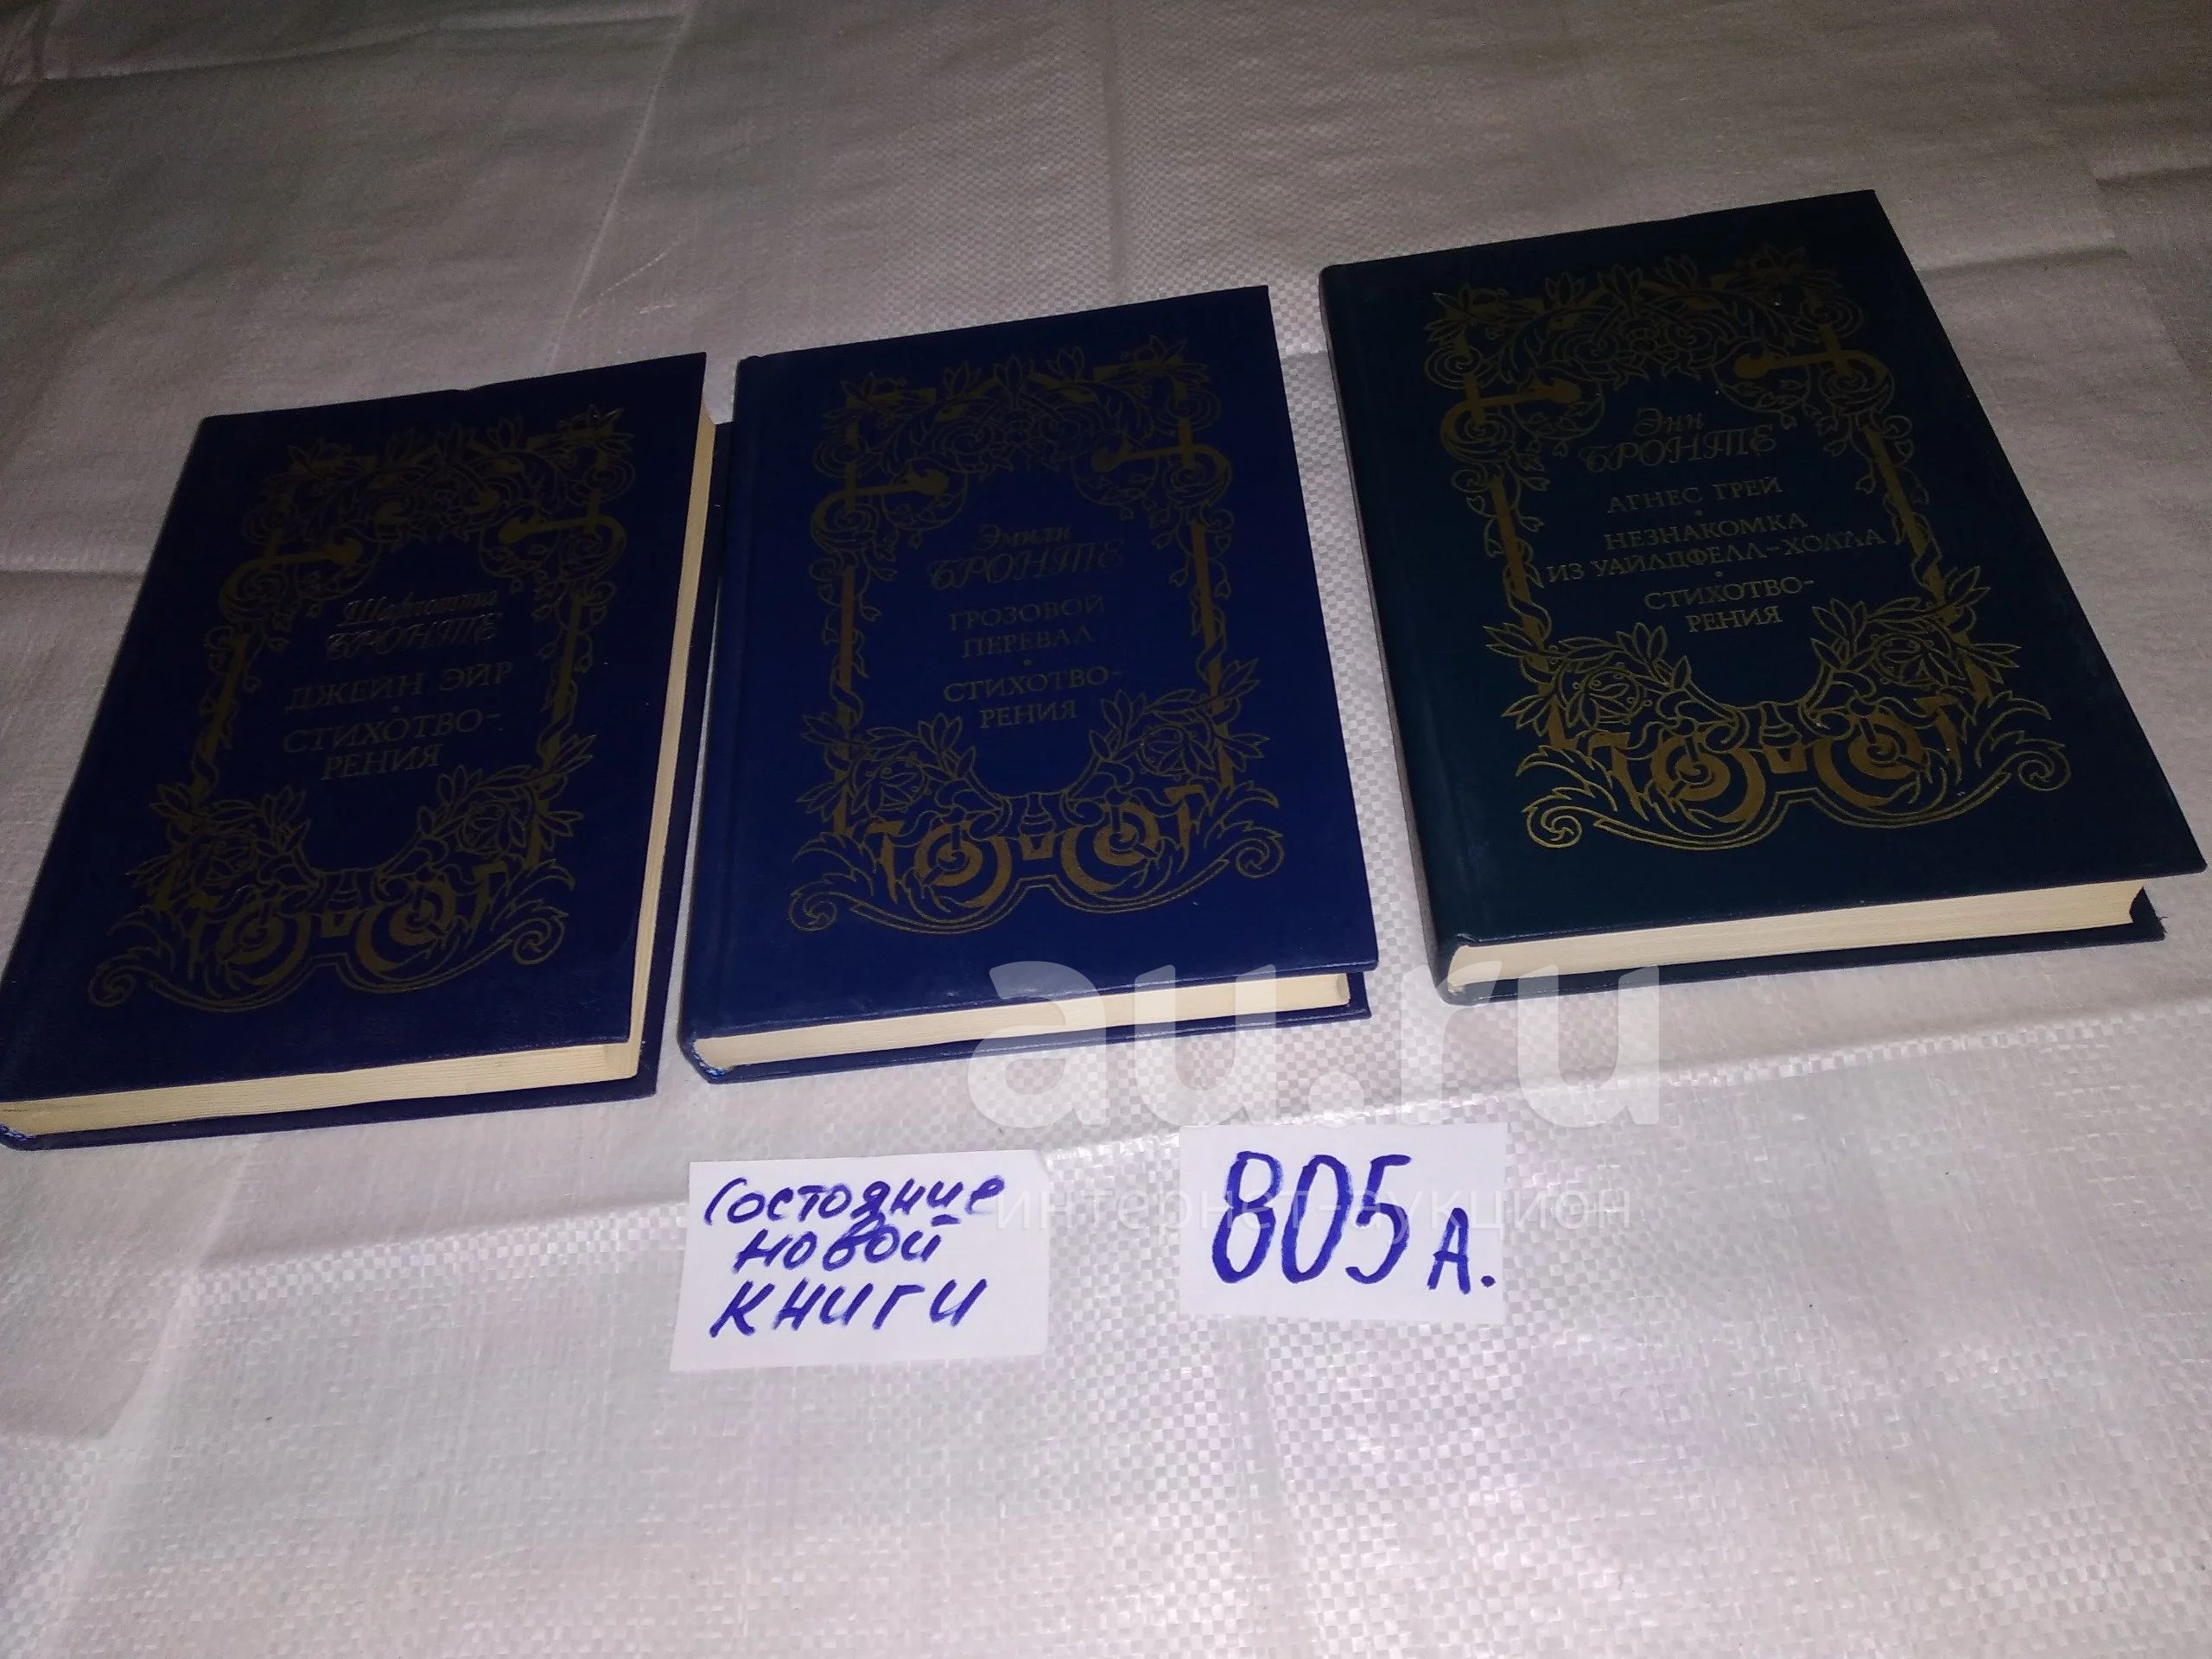 Шарлотта
БРОНТЕ
ДЖЕЙН ЭЙР
СТИХОТВО-
РЕНИЯ
Эмили
БРОНТЕ
ГРОЗОВОЙ
ПЕРЕВАЛ
СТИХОТВО-
РЕНИЯ
Энн
БРОНТЕ
АГНЕС ГРЕЙ
НЕЗНАКОМКА
ИЗ УАЙЛДФЕЛЛ-ХОЛЛА
СТИХОТВО-
РЕНИЯ
au.ru
интернет-аукцион
Состояние
новой
книги
805 А.